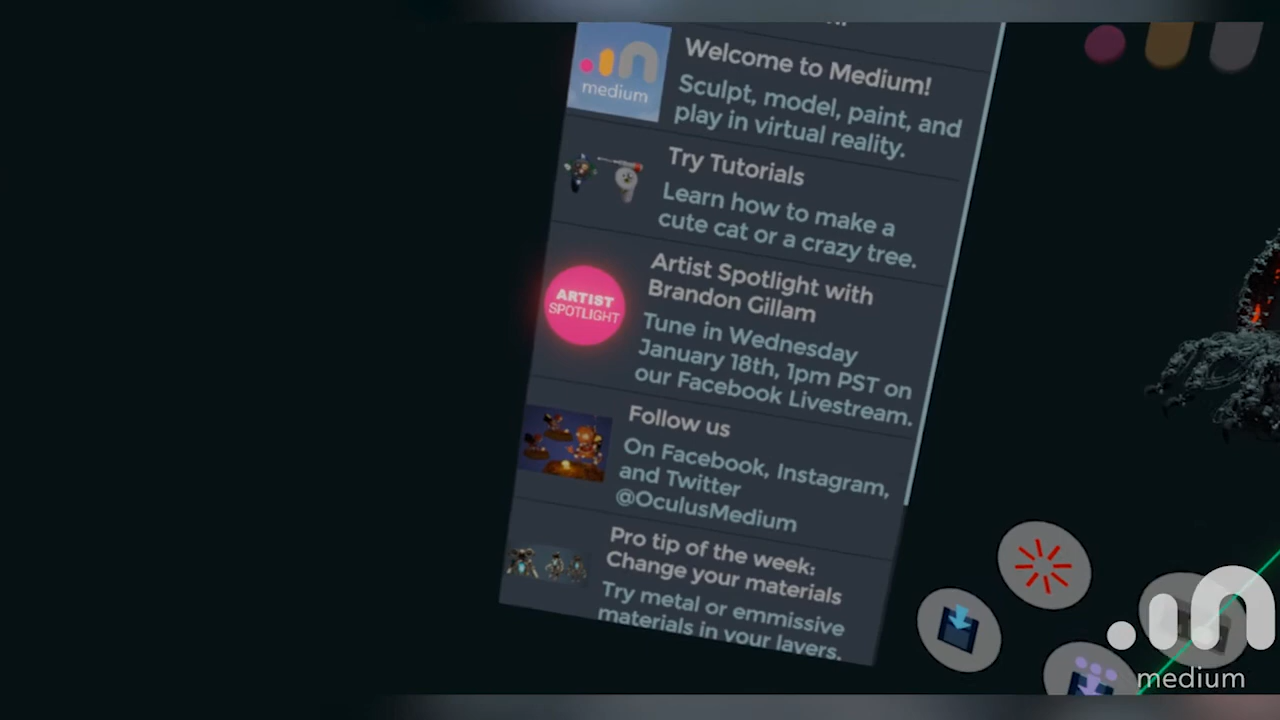 medium
Welcome to Medium!
Sculpt, model, paint, and
play in virtual reality.
Try Tutorials
Learn how to make a
cute cat or a crazy tree.
ARTIST
SPOTLIGHT
Artist Spotlight with
Brandon Gillam
Tune in Wednesday
January 18th, 1pm PST on
our Facebook Livestream.
Follow us
On Facebook, Instagram,
and Twitter
@OculusMedium
Pro tip of the week:
Change your materials
Try metal or emmissive
materials in your layers.
medium